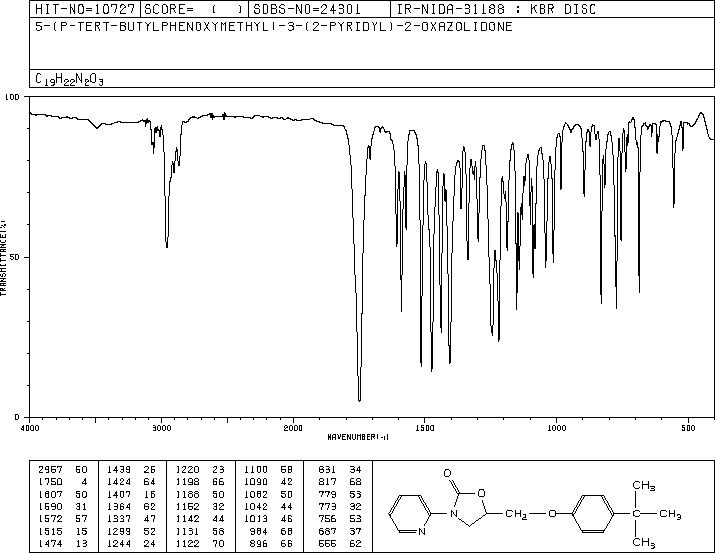 HIT-NO=10727 SCORE= ( ) SDBS-NO=24301 IR-NIDA-31188 : KBR DISC
5-(P-TERT-BUTYLPHENOXYMETHYL)-3-(2-PYRIDYL)-2-OXAZOLIDONE
C19H22N2O3
100
50
0
TRANSMITTANCE(%)
4000 3000 2000 1500 1000 500
WAVENUMBER(-1)
2967 60 1439 26 1220 23 1100 68 831 34
1750 4 1424 64 1198 66 1090 42 817 68
1607 50 1407 16 1188 50 1082 50 779 53
1590 31 1364 62 1152 32 1042 44 773 32
1572 57 1337 47 1142 44 1013 46 756 53
1515 15 1299 52 1131 58 984 68 687 37
1474 13 1244 24 1122 70 896 66 555 62
O
O
N
N
CH2
O
CH3
C
CH3
CH3